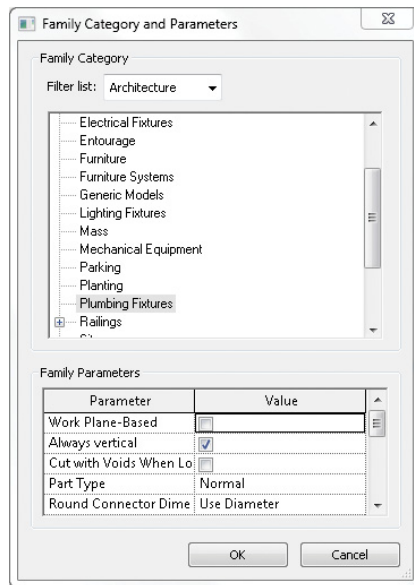 Family Category and Parameters
Family Category
Filter list: Architecture
Electrical Fixtures
Entourage
Furniture
Furniture Systems
Generic Models
Lighting Fixtures
Mass
Mechanical Equipment
Parking
Planting
Plumbing Fixtures
Railings
Family Parameters
Parameter Value
Work Plane-Based
Always vertical
Cut with Voids When Lo
Part Type Normal
Round Connector Dime Use Diameter
OK Cancel